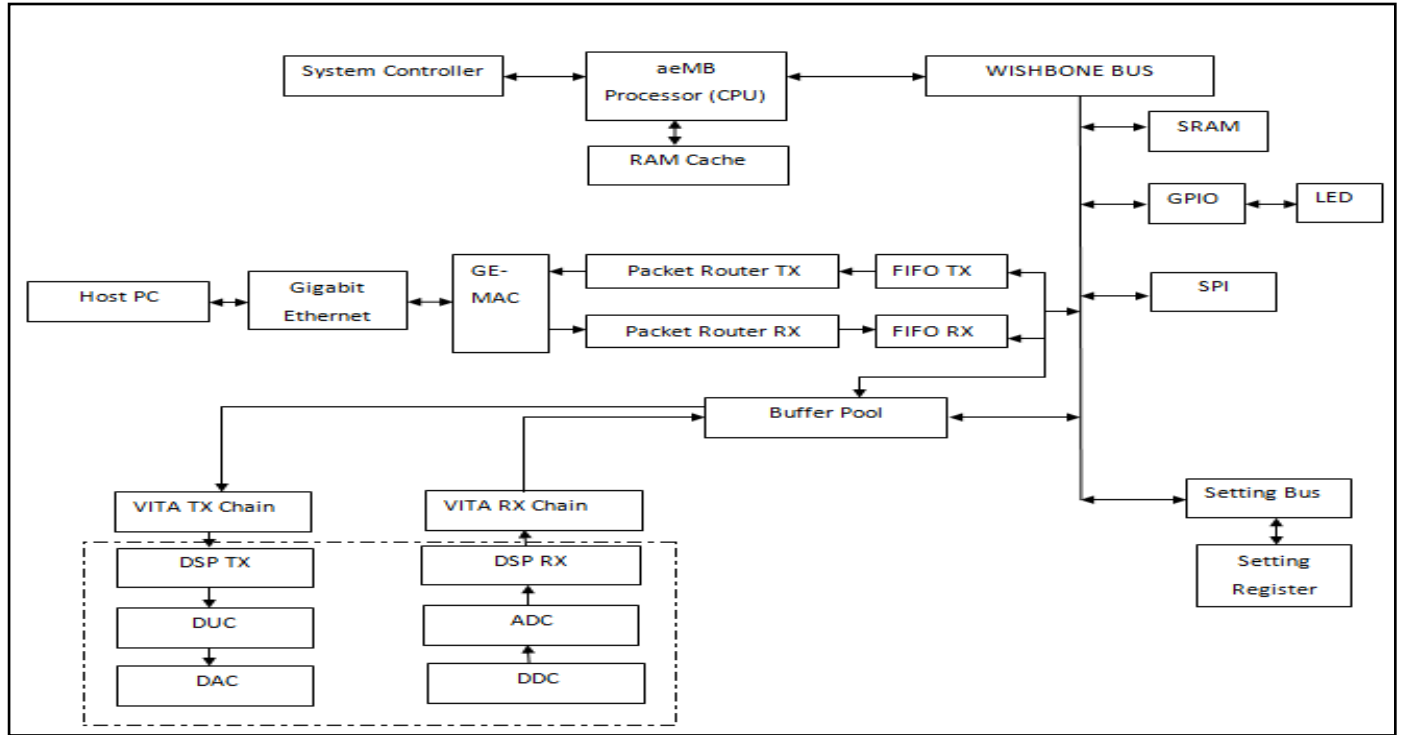 System Controller
aeMB
Processor (CPU)
WISHBONE BUS
SRAM
RAM Cache
GPIO
LED
GE-
MAC
Packet Router TX
FIFO TX
Host PC
Gigabit
Ethernet
SPI
Packet Router RX
FIFO RX
Buffer Pool
VITA TX Chain
VITA RX Chain
Setting Bus
DSP TX
DSP RX
Setting
Register
DUC
ADC
DAC
DDC